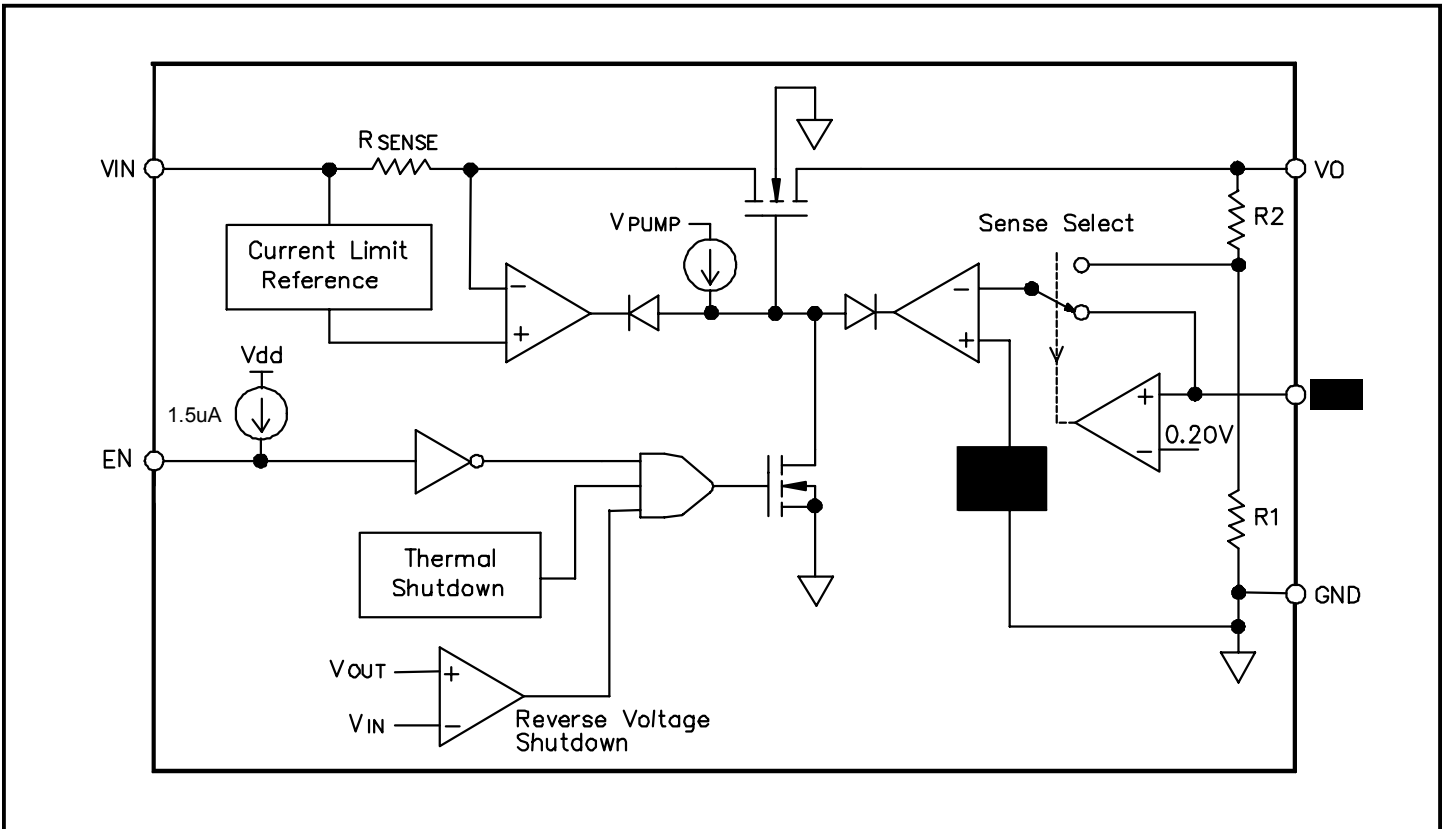 VIN
RSENSE
Current Limit
Reference
VPUMP
Sense Select
VO
R2
Vdd
1.5uA
EN
-
+
-
+
+
-
0.20V
R1
Thermal
Shutdown
GND
VOUT
VIN
+
-
Reverse Voltage
Shutdown